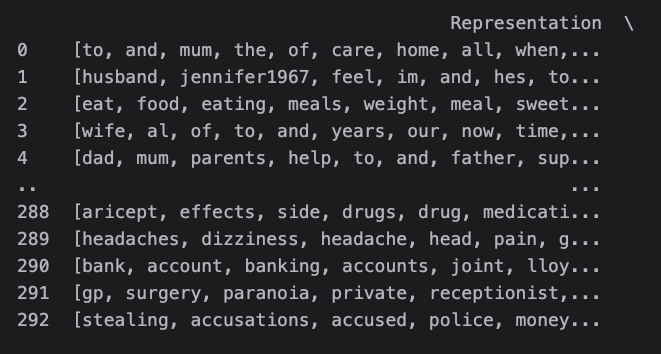 Representation \
0 [to, and, mum, the, of, care, home, all, when,...
1 [husband, jennifer1967, feel, im, and, hes, to...
2 [eat, food, eating, meals, weight, meal, sweet...
3 [wife, al, of, to, and, years, our, now, time,...
4 [dad, mum, parents, help, to, and, father, sup...
.. ...
288 [aricept, effects, side, drugs, drug, medicati...
289 [headaches, dizziness, headache, head, pain, g...
290 [bank, account, banking, accounts, joint, lloy...
291 [gp, surgery, paranoia, private, receptionist,...
292 [stealing, accusations, accused, police, money...